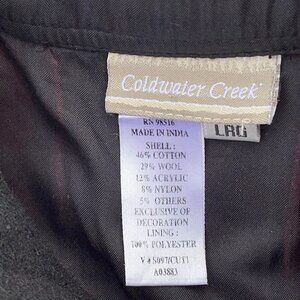 Coldwater Creek
LRG
RN 98516
MADE IN INDIA
SHELL :
46% COTTON
29% WOOL
12% ACRYLIC
8% NYLON
5% OTHERS
EXCLUSIVE OF
DECORATION
LINING :
100% POLYESTER
A03883